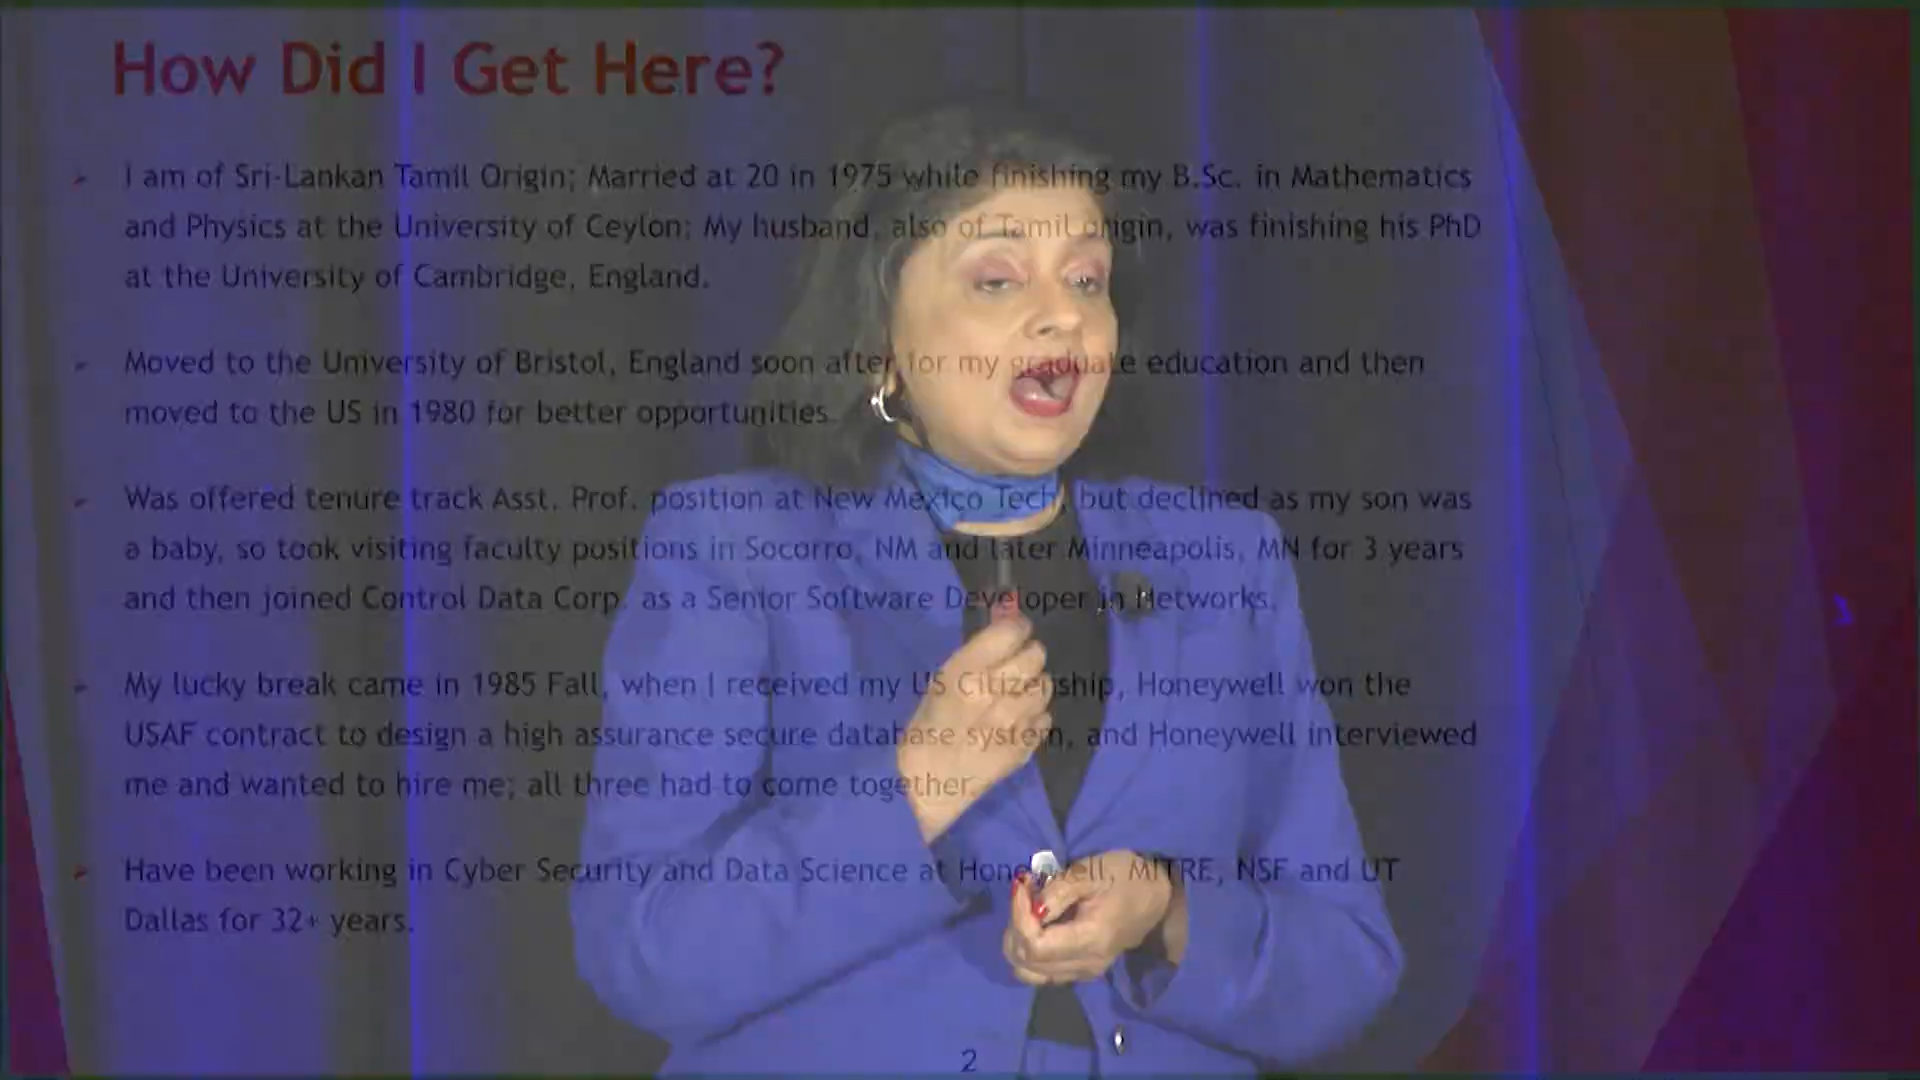 How Did I Get Here?
I am of Sri-Lankan Tamil Origin; Married at 20 in 1975 while finishing my B.Sc. in Mathematics
and Physics at the University of Ceylon; My husband, also of Tamil origin, was finishing his PhD
at the University of Cambridge, England.
Moved to the University of Bristol, England soon after for my graduate education and then
moved to the US in 1980 for better opportunities.
Was offered tenure track Asst. Prof. position at New Mexico Tech, but declined as my son was
a baby, so took visiting faculty positions in Socorro, NM and later Minneapolis, MN for 3 years
and then joined Control Data Corp. as a Senior Software Developer in Networks.
My lucky break came in 1985 Fall, when I received my US Citizenship, Honeywell won the
USAF contract to design a high assurance secure database system, and Honeywell interviewed
me and wanted to hire me; all three had to come together.
Have been working in Cyber Security and Data Science at Honeywell, MITRE, NSF and UT
Dallas for 32+ years.
2